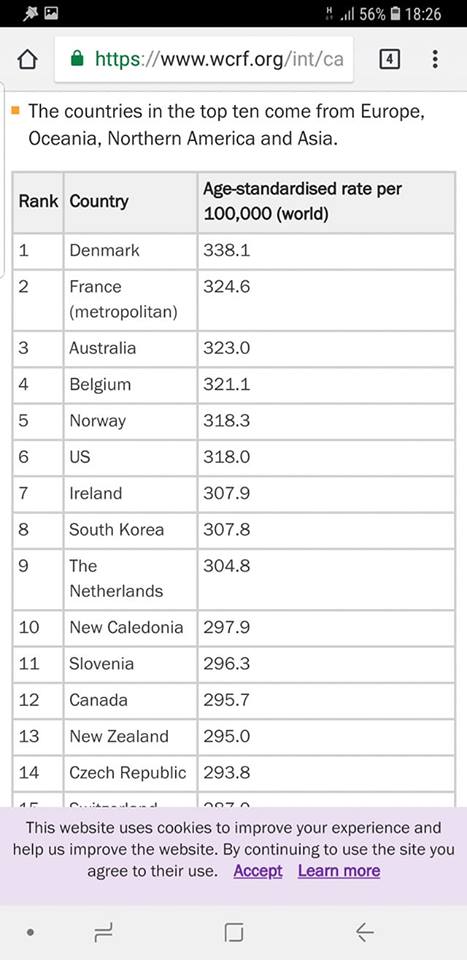 56% 18:26
https://www.wcrf.org/int/ca 4
The countries in the top ten come from Europe,
Oceania, Northern America and Asia.
Rank Country Age-standardised rate per
100,000 (world)
1 Denmark 338.1
2 France 324.6
(metropolitan)
3 Australia 323.0
4 Belgium 321.1
5 Norway 318.3
6 US 318.0
7 Ireland 307.9
8 South Korea 307.8
9 The 304.8
Netherlands
10 New Caledonia 297.9
11 Slovenia 296.3
12 Canada 295.7
13 New Zealand 295.0
14 Czech Republic 293.8
15 Switzerland 287.0
This website uses cookies to improve your experience and
help us improve the website. By continuing to use the site you
agree to their use. Accept Learn more